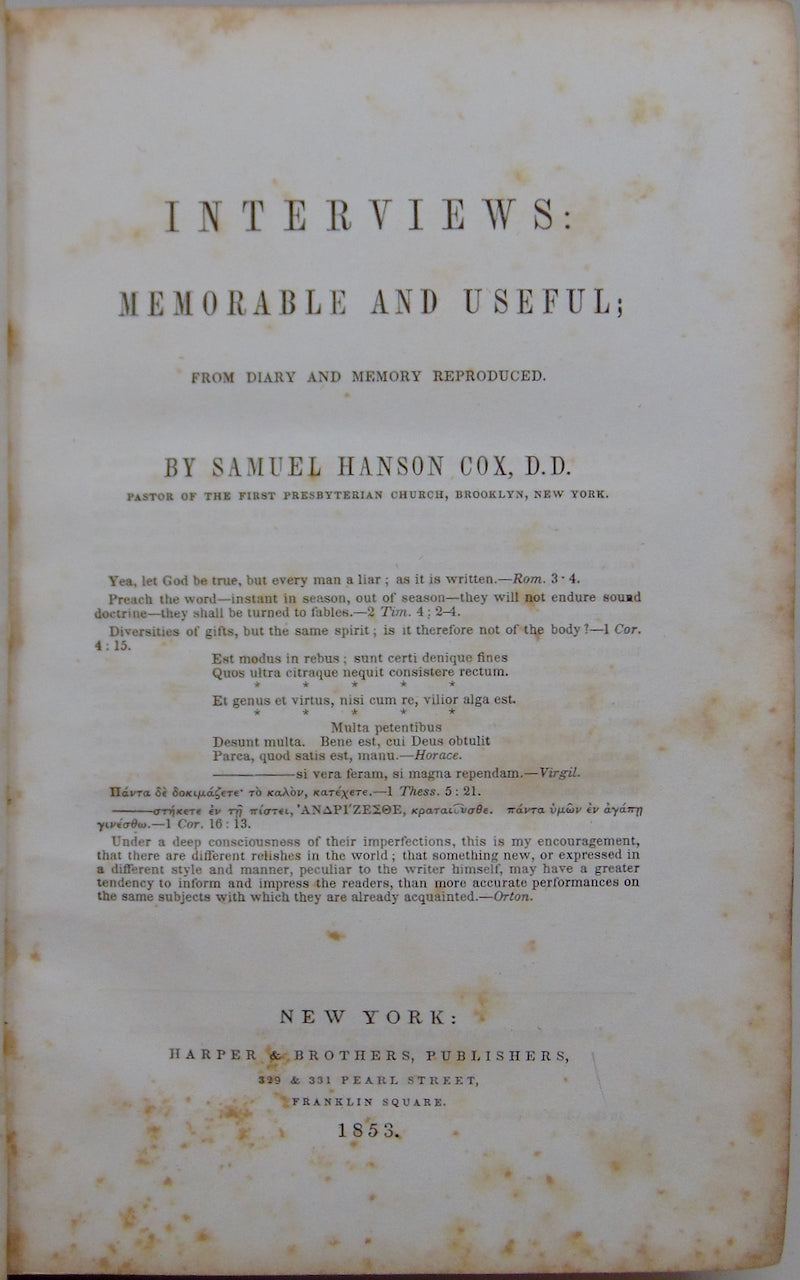 INTERVIEWS:
MEMORABLE AND USEFUL;
FROM DIARY AND MEMORY REPRODUCED.
BY SAMUEL HANSON COX, D.D.
PASTOR OF THE FIRST PRESBYTERIAN CHURCH, BROOKLYN, NEW YORK.
Yea, let God be true, but every man a liar; as it is written.—Rom. 3 : 4.
Preach the word—instant in season, out of season—they will not endure sound
doctrine—they shall be turned to fables.—2 Tim. 4 : 2-4.
Diversities of gifts, but the same spirit; is it therefore not of the body?—1 Cor.
4 : 15.
Est modus in rebus; sunt certi denique fines
Quos ultra citraque nequit consistere rectum.
* * * * *
Et genus et virtus, nisi cum re, vilior alga est.
* * * * *
Multa petentibus
Desunt multa. Bene est, cui Deus obtulit
Parca, quod satis est, manu.—Horace.
———si vera feram, si magna rependam.—Virgil.
Πάντα δὲ δοκιμάζετε· τὸ καλὸν, κατέχετε.—1 Thess. 5 : 21.
———στήκετε ἐν τῇ πίστει, ἈΝΔΡΙ'ΖΕΣΘΕ, κραταιοῦσθε. πάντα ὑμῶν ἐν ἀγάπῃ
γινέσθω.—1 Cor. 16 : 13.
Under a deep consciousness of their imperfections, this is my encouragement,
that there are different relishes in the world; that something new, or expressed in
a different style and manner, peculiar to the writer himself, may have a greater
tendency to inform and impress the readers, than more accurate performances on
the same subjects with which they are already acquainted.—Orton.
NEW YORK:
HARPER & BROTHERS, PUBLISHERS,
329 & 331 PEARL STREET,
FRANKLIN SQUARE.
1853.